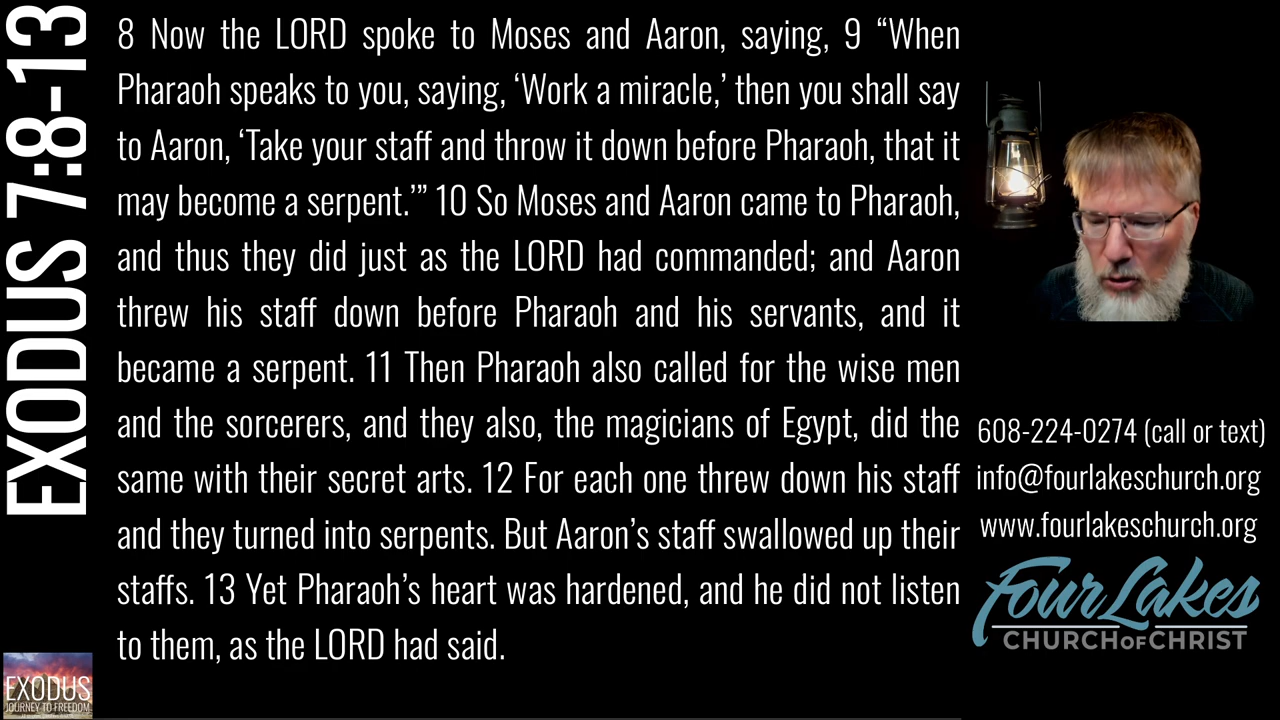 EXODUS 7:8-13
8 Now the LORD spoke to Moses and Aaron, saying, 9 “When
Pharaoh speaks to you, saying, ‘Work a miracle,’ then you shall say
to Aaron, ‘Take your staff and throw it down before Pharaoh, that it
may become a serpent.’” 10 So Moses and Aaron came to Pharaoh,
and thus they did just as the LORD had commanded; and Aaron
threw his staff down before Pharaoh and his servants, and it
became a serpent. 11 Then Pharaoh also called for the wise men
and the sorcerers, and they also, the magicians of Egypt, did the
same with their secret arts. 12 For each one threw down his staff
and they turned into serpents. But Aaron’s staff swallowed up their
staffs. 13 Yet Pharaoh’s heart was hardened, and he did not listen
to them, as the LORD had said.
608-224-0274 (call or text)
info@fourlakeschurch.org
www.fourlakeschurch.org
Four Lakes
CHURCH OF CHRIST
EXODUS
JOURNEY TO FREEDOM